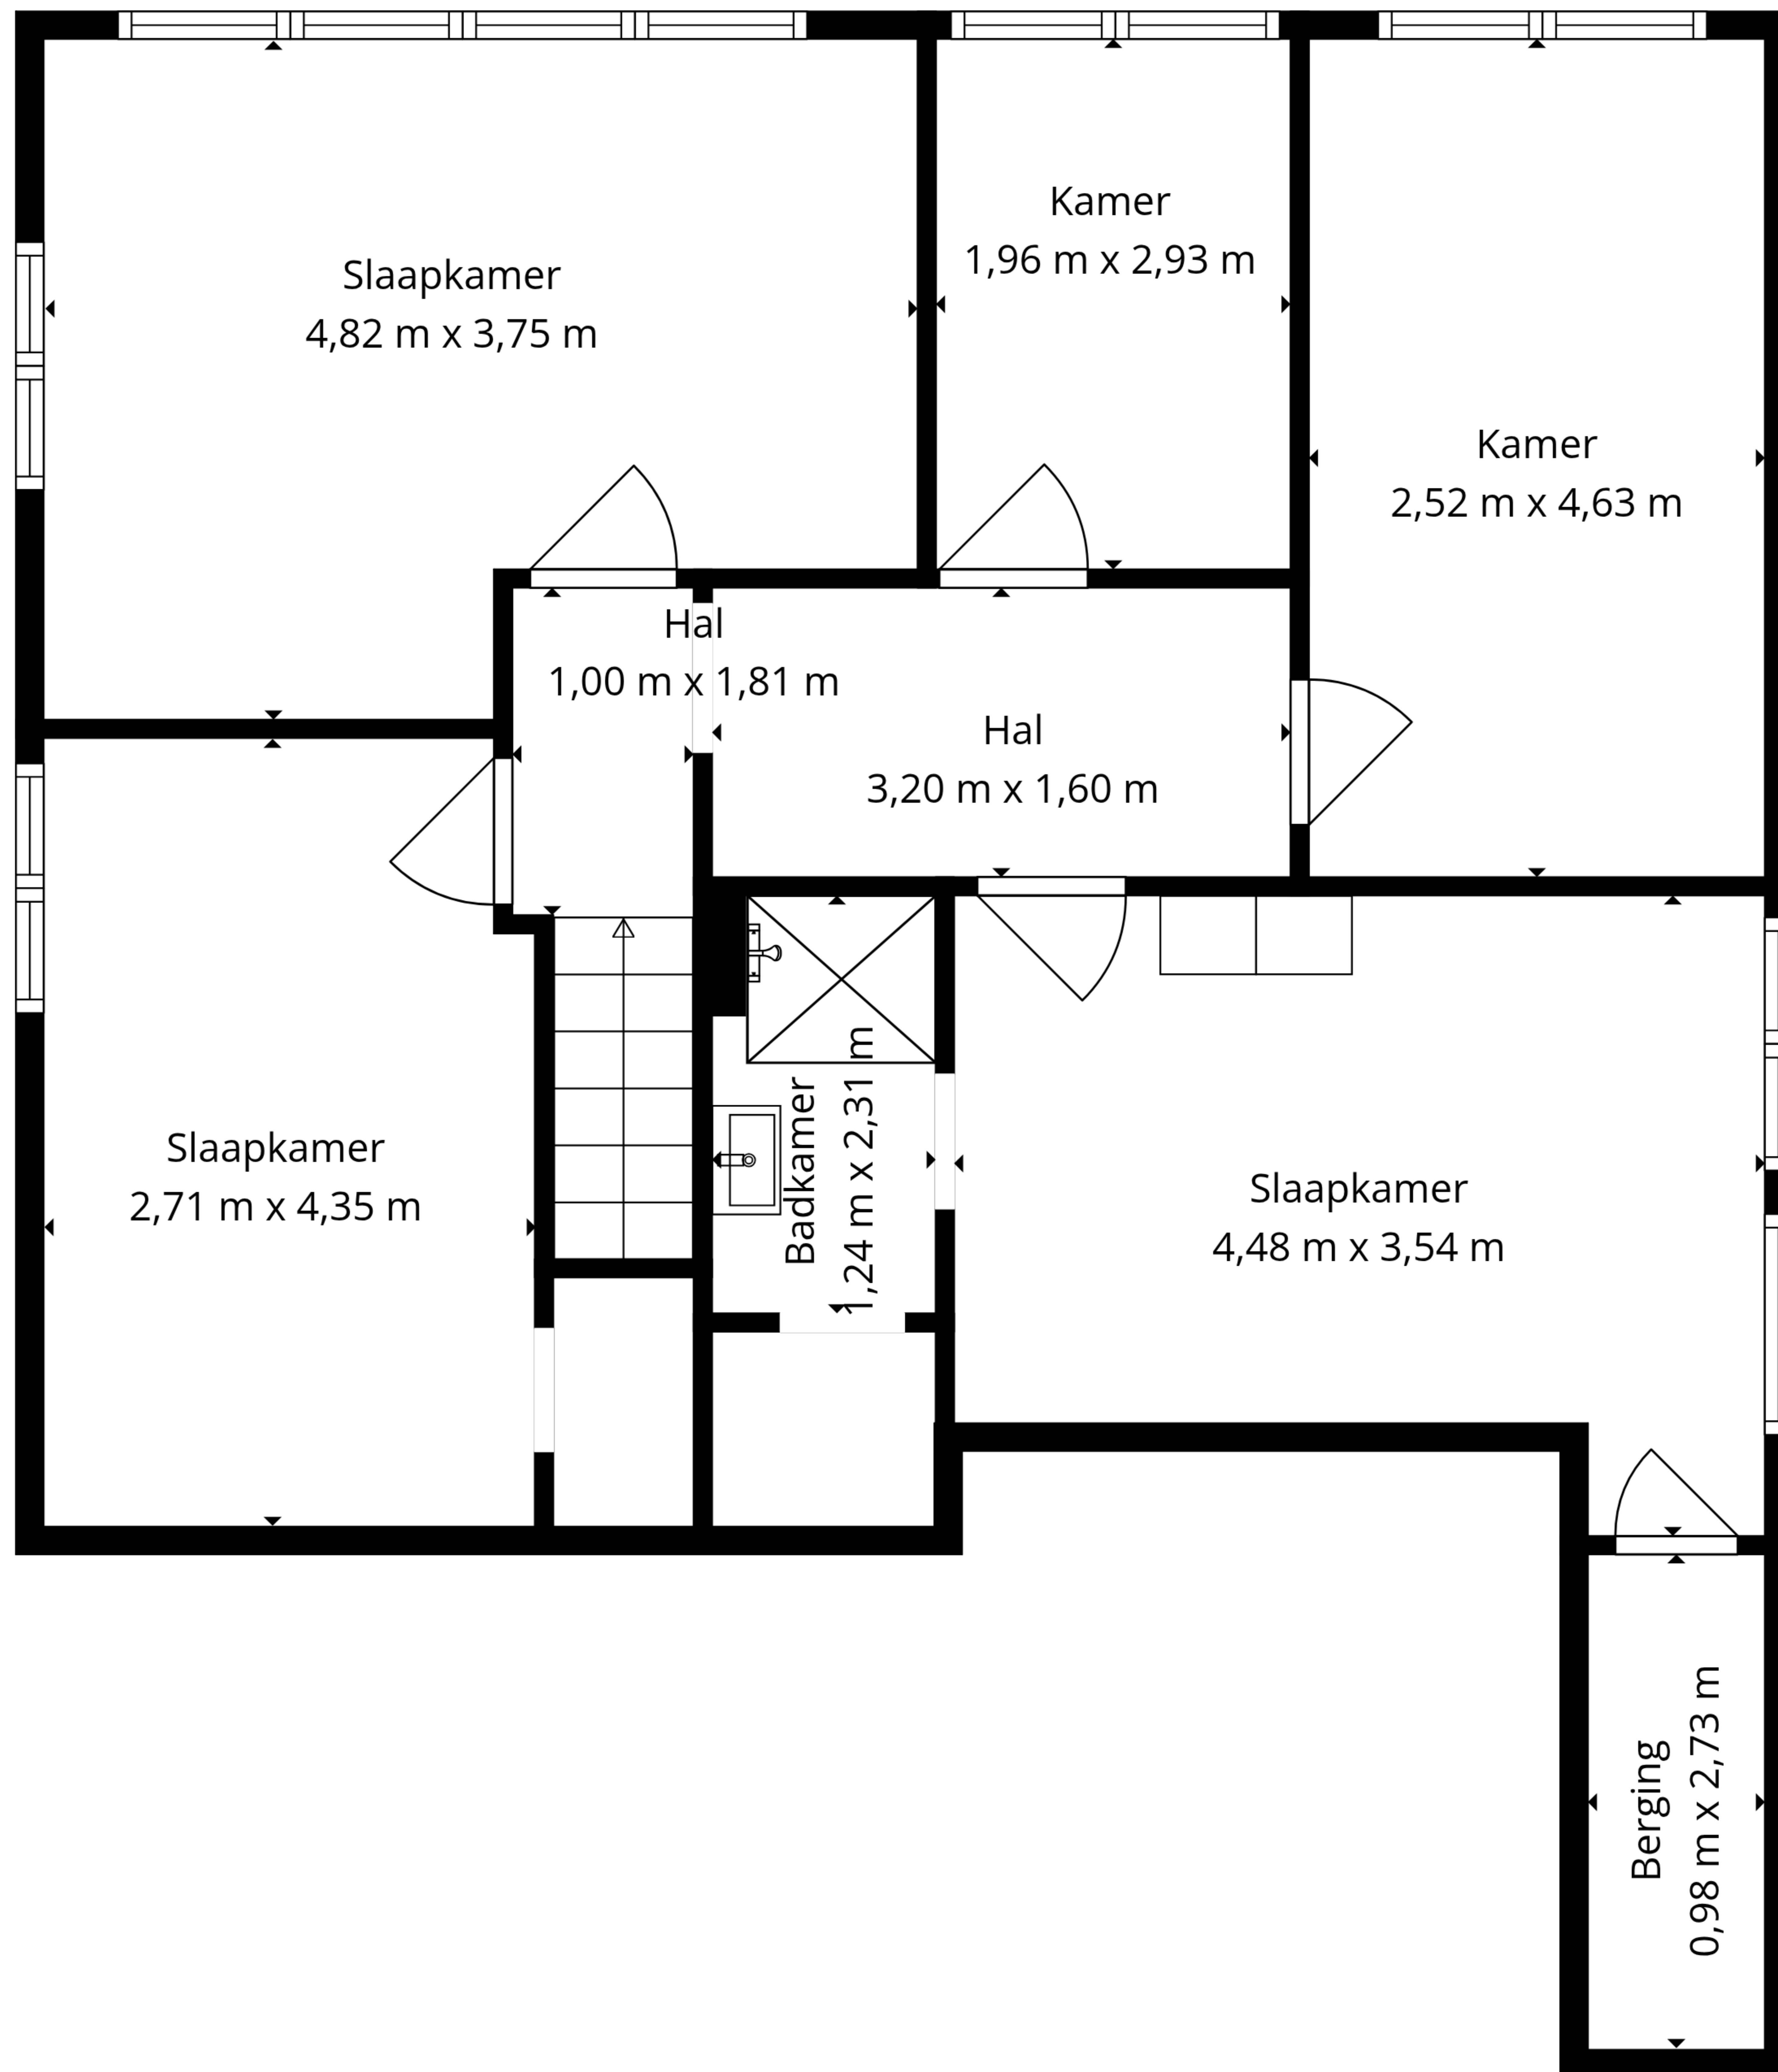 Slaapkamer
4,82 m x 3,75 m
Kamer
1,96 m x 2,93 m
Kamer
2,52 m x 4,63 m
Hal
1,00 m x 1,81 m
Hal
3,20 m x 1,60 m
Slaapkamer
2,71 m x 4,35 m
Badkamer
1,24 m x 2,31 m
Slaapkamer
4,48 m x 3,54 m
Berging
0,98 m x 2,73 m